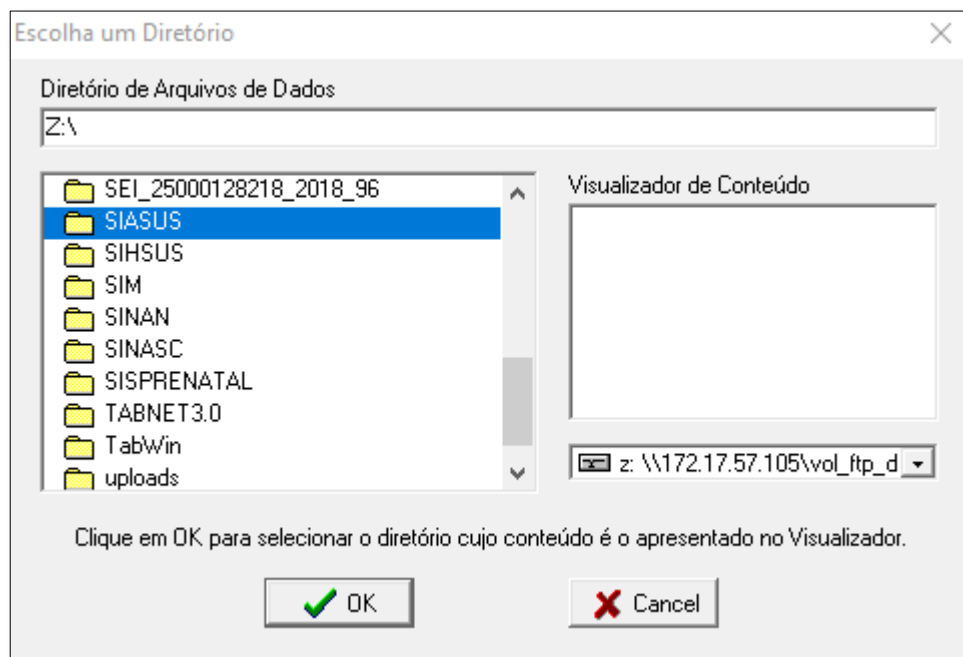 Escolha um Diretório
Diretório de Arquivos de Dados
Z:\
SEI_25000128218_2018_96
SIASUS
SIHSUS
SIM
SINAN
SINASC
SISPRENATAL
TABNET3.0
TabWin
uploads
Visualizador de Conteúdo
z: \\172.17.57.105\vol_ftp_d
Clique em OK para selecionar o diretório cujo conteúdo é o apresentado no Visualizador.
OK
Cancel